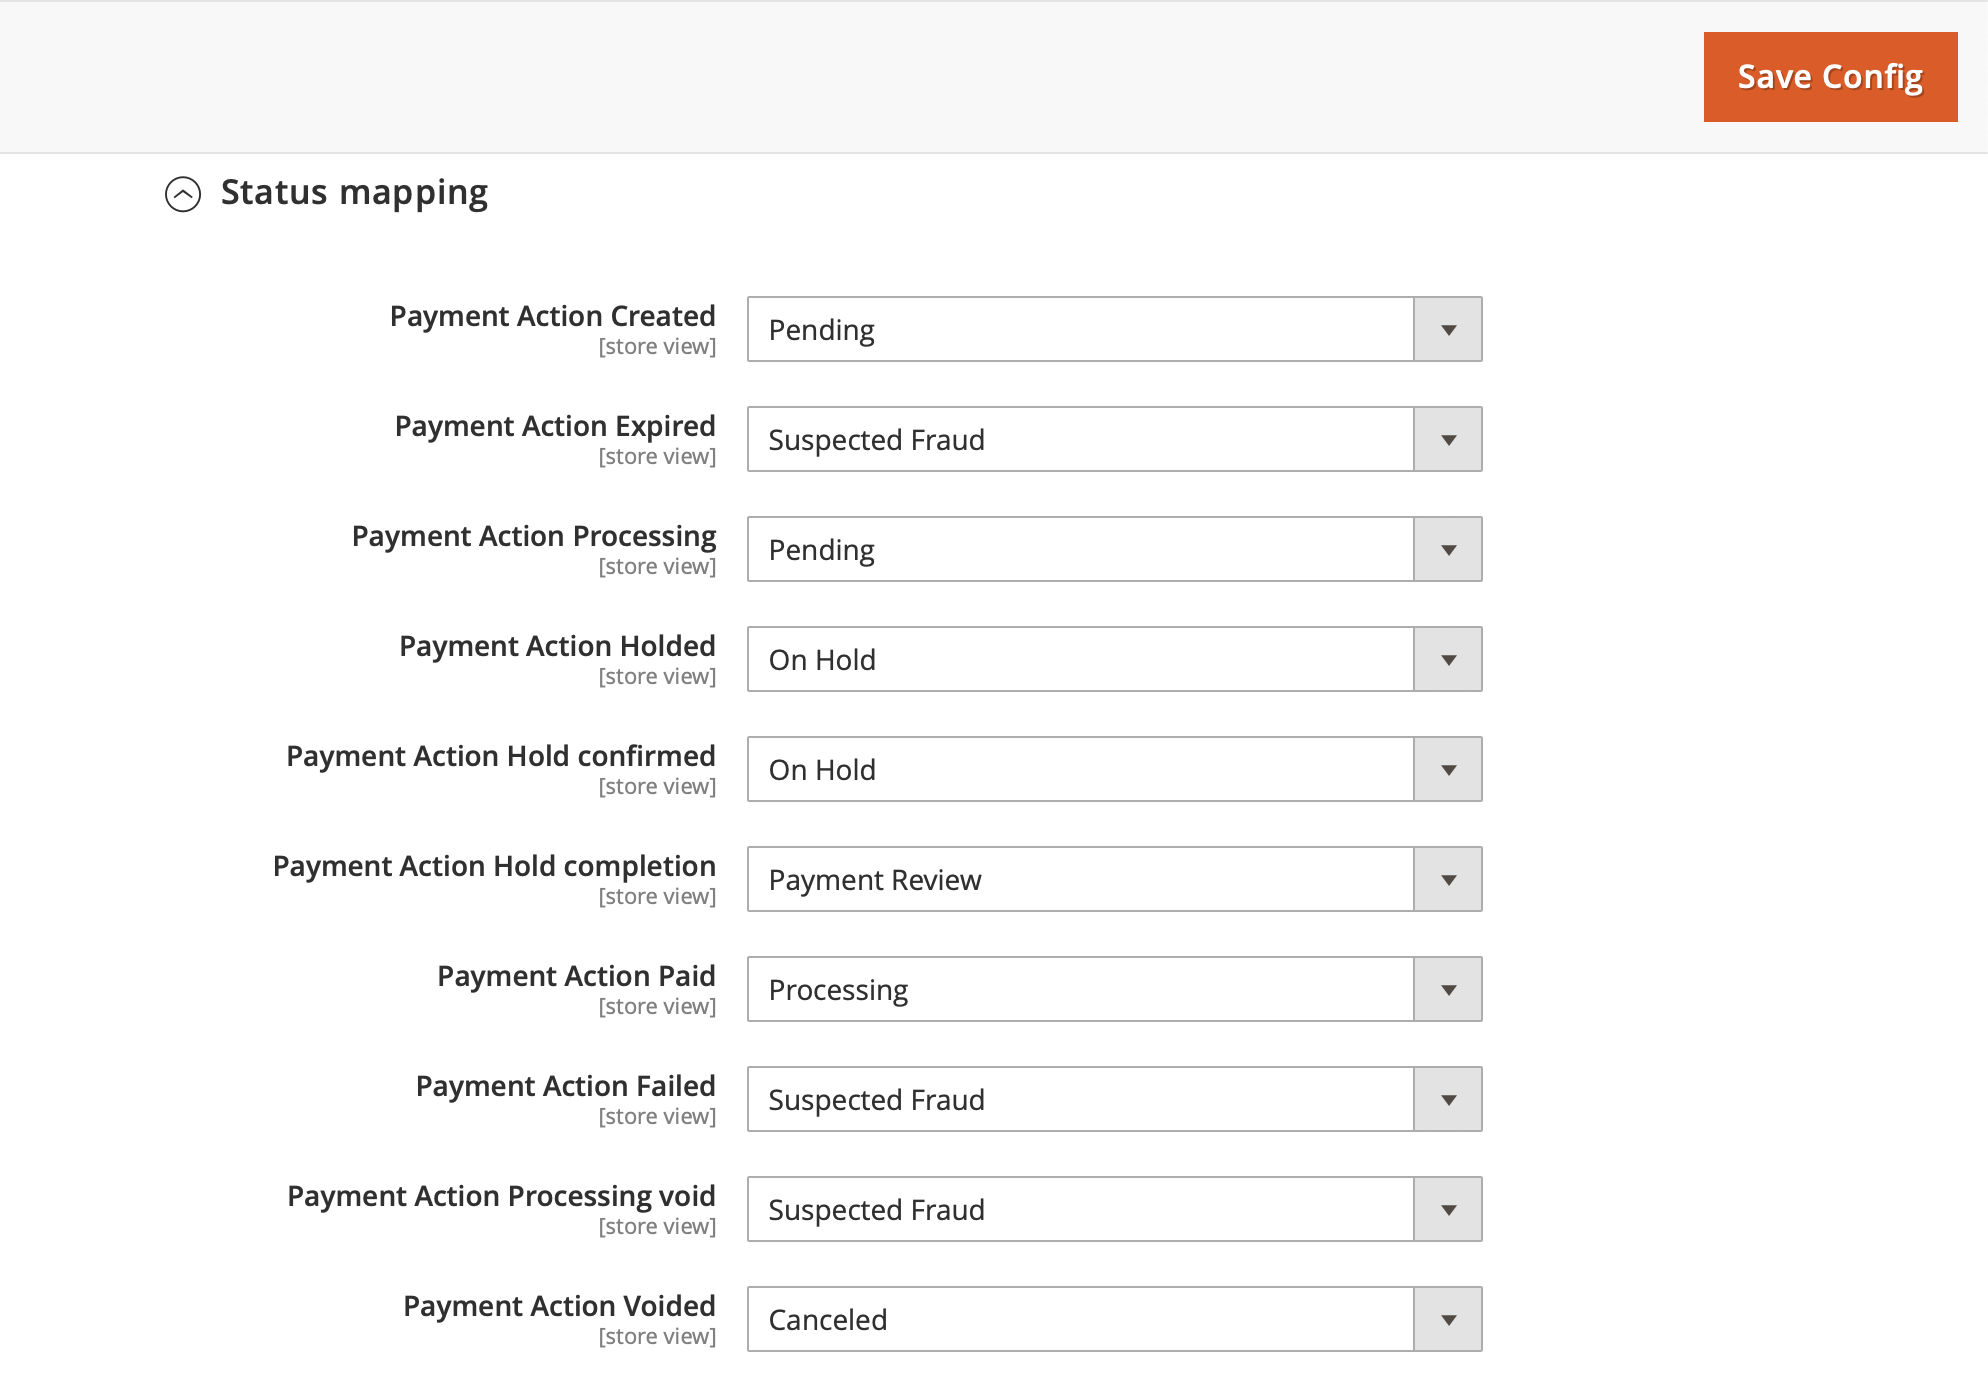 Save Config
Status mapping
Payment Action Created
[store view]
Pending
Payment Action Expired
[store view]
Suspected Fraud
Payment Action Processing
[store view]
Pending
Payment Action Holded
[store view]
On Hold
Payment Action Hold confirmed
[store view]
On Hold
Payment Action Hold completion
[store view]
Payment Review
Payment Action Paid
[store view]
Processing
Payment Action Failed
[store view]
Suspected Fraud
Payment Action Processing void
[store view]
Suspected Fraud
Payment Action Voided
[store view]
Canceled